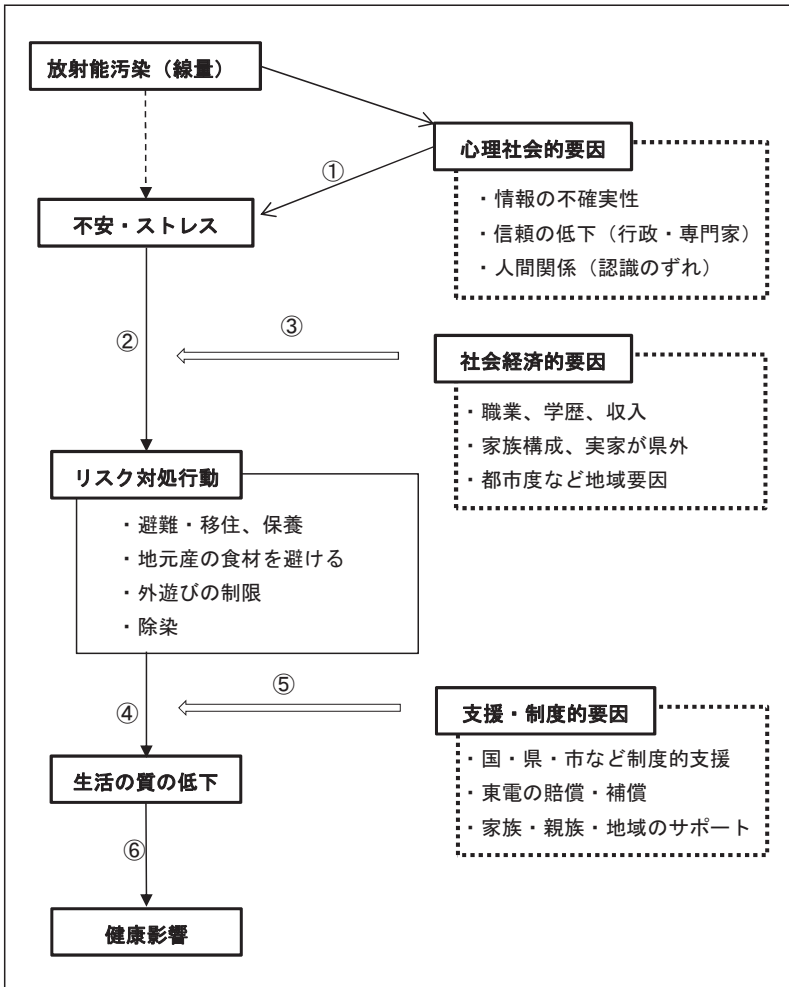 放射能汚染（線量）
心理社会的要因
①
・情報の不確実性
・信頼の低下（行政・専門家）
・人間関係（認識のずれ）
不安・ストレス
②
③
社会経済的要因
・職業、学歴、収入
・家族構成、実家が県外
・都市度など地域要因
リスク対処行動
・避難・移住、保養
・地元産の食材を避ける
・外遊びの制限
・除染
④
⑤
支援・制度的要因
・国・県・市など制度的支援
・東電の賠償・補償
・家族・親族・地域のサポート
生活の質の低下
⑥
健康影響